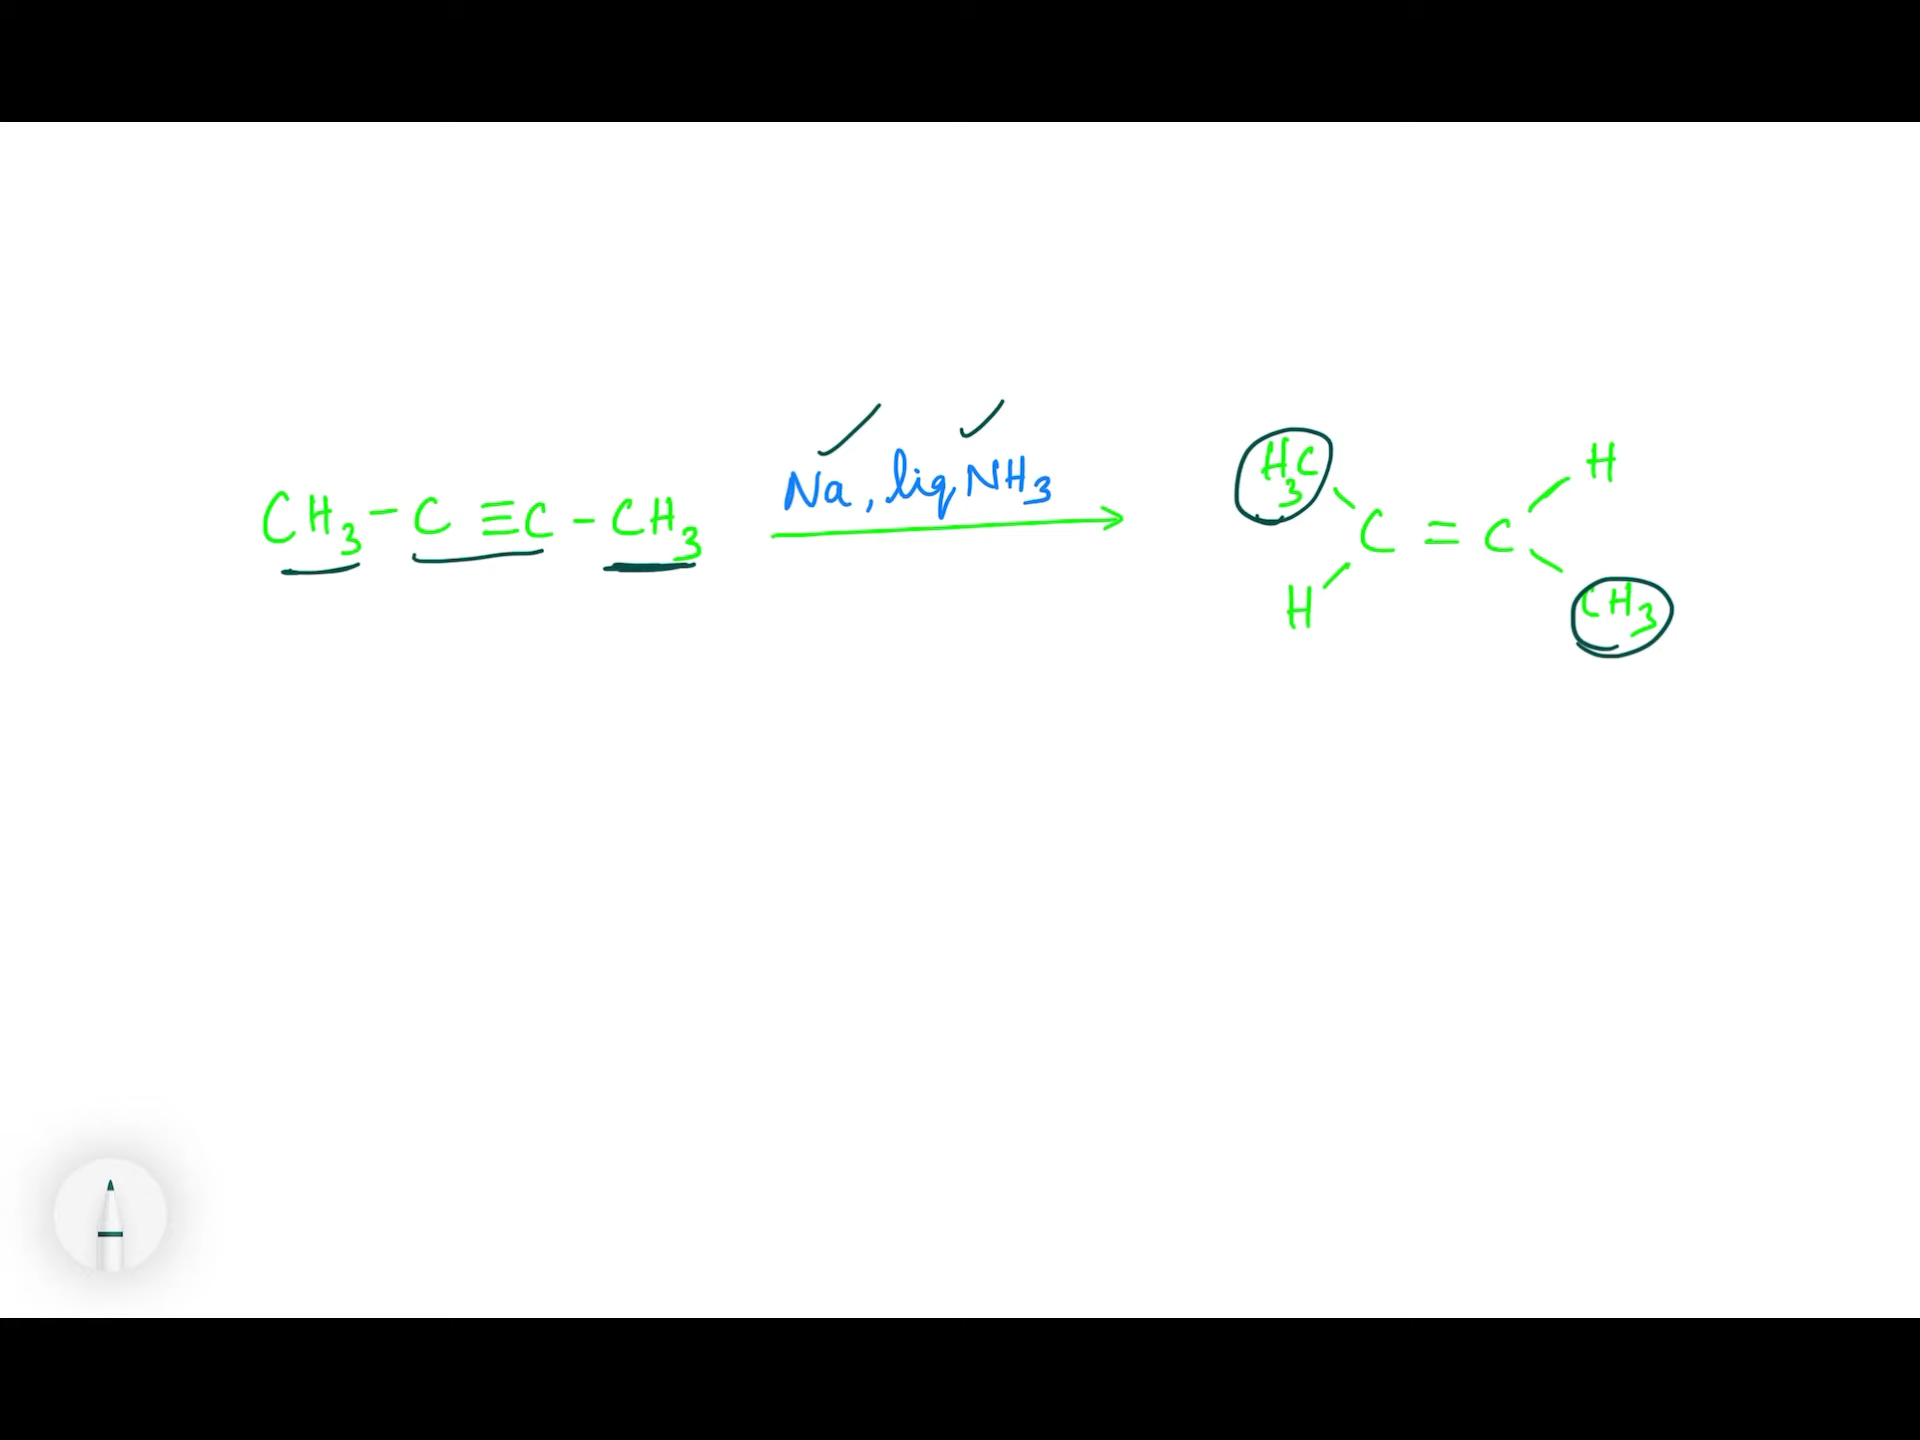 Na, liq NH3
CH3 - C ≡ C - CH3
H3C H
C = C
H CH3